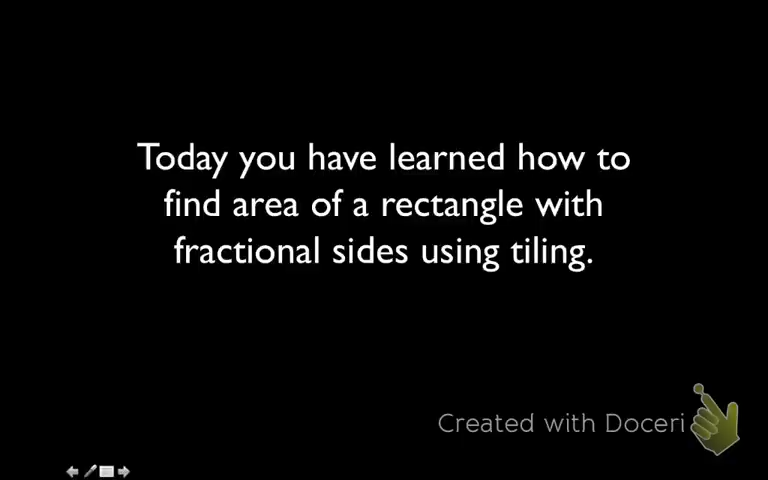 Today you have learned how to
find area of a rectangle with
fractional sides using tiling.
Created with Doceri